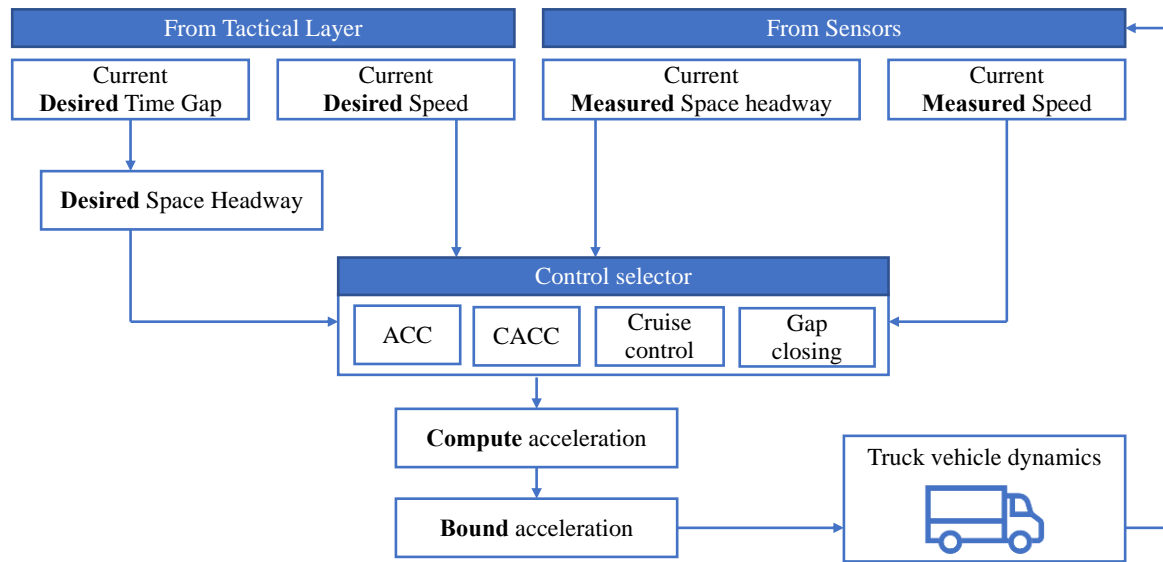 From Tactical Layer
From Sensors
Current
Desired Time Gap
Current
Desired Speed
Current
Measured Space headway
Current
Measured Speed
Desired Space Headway
Control selector
ACC
CACC
Cruise
control
Gap
closing
Compute acceleration
Truck vehicle dynamics
Bound acceleration